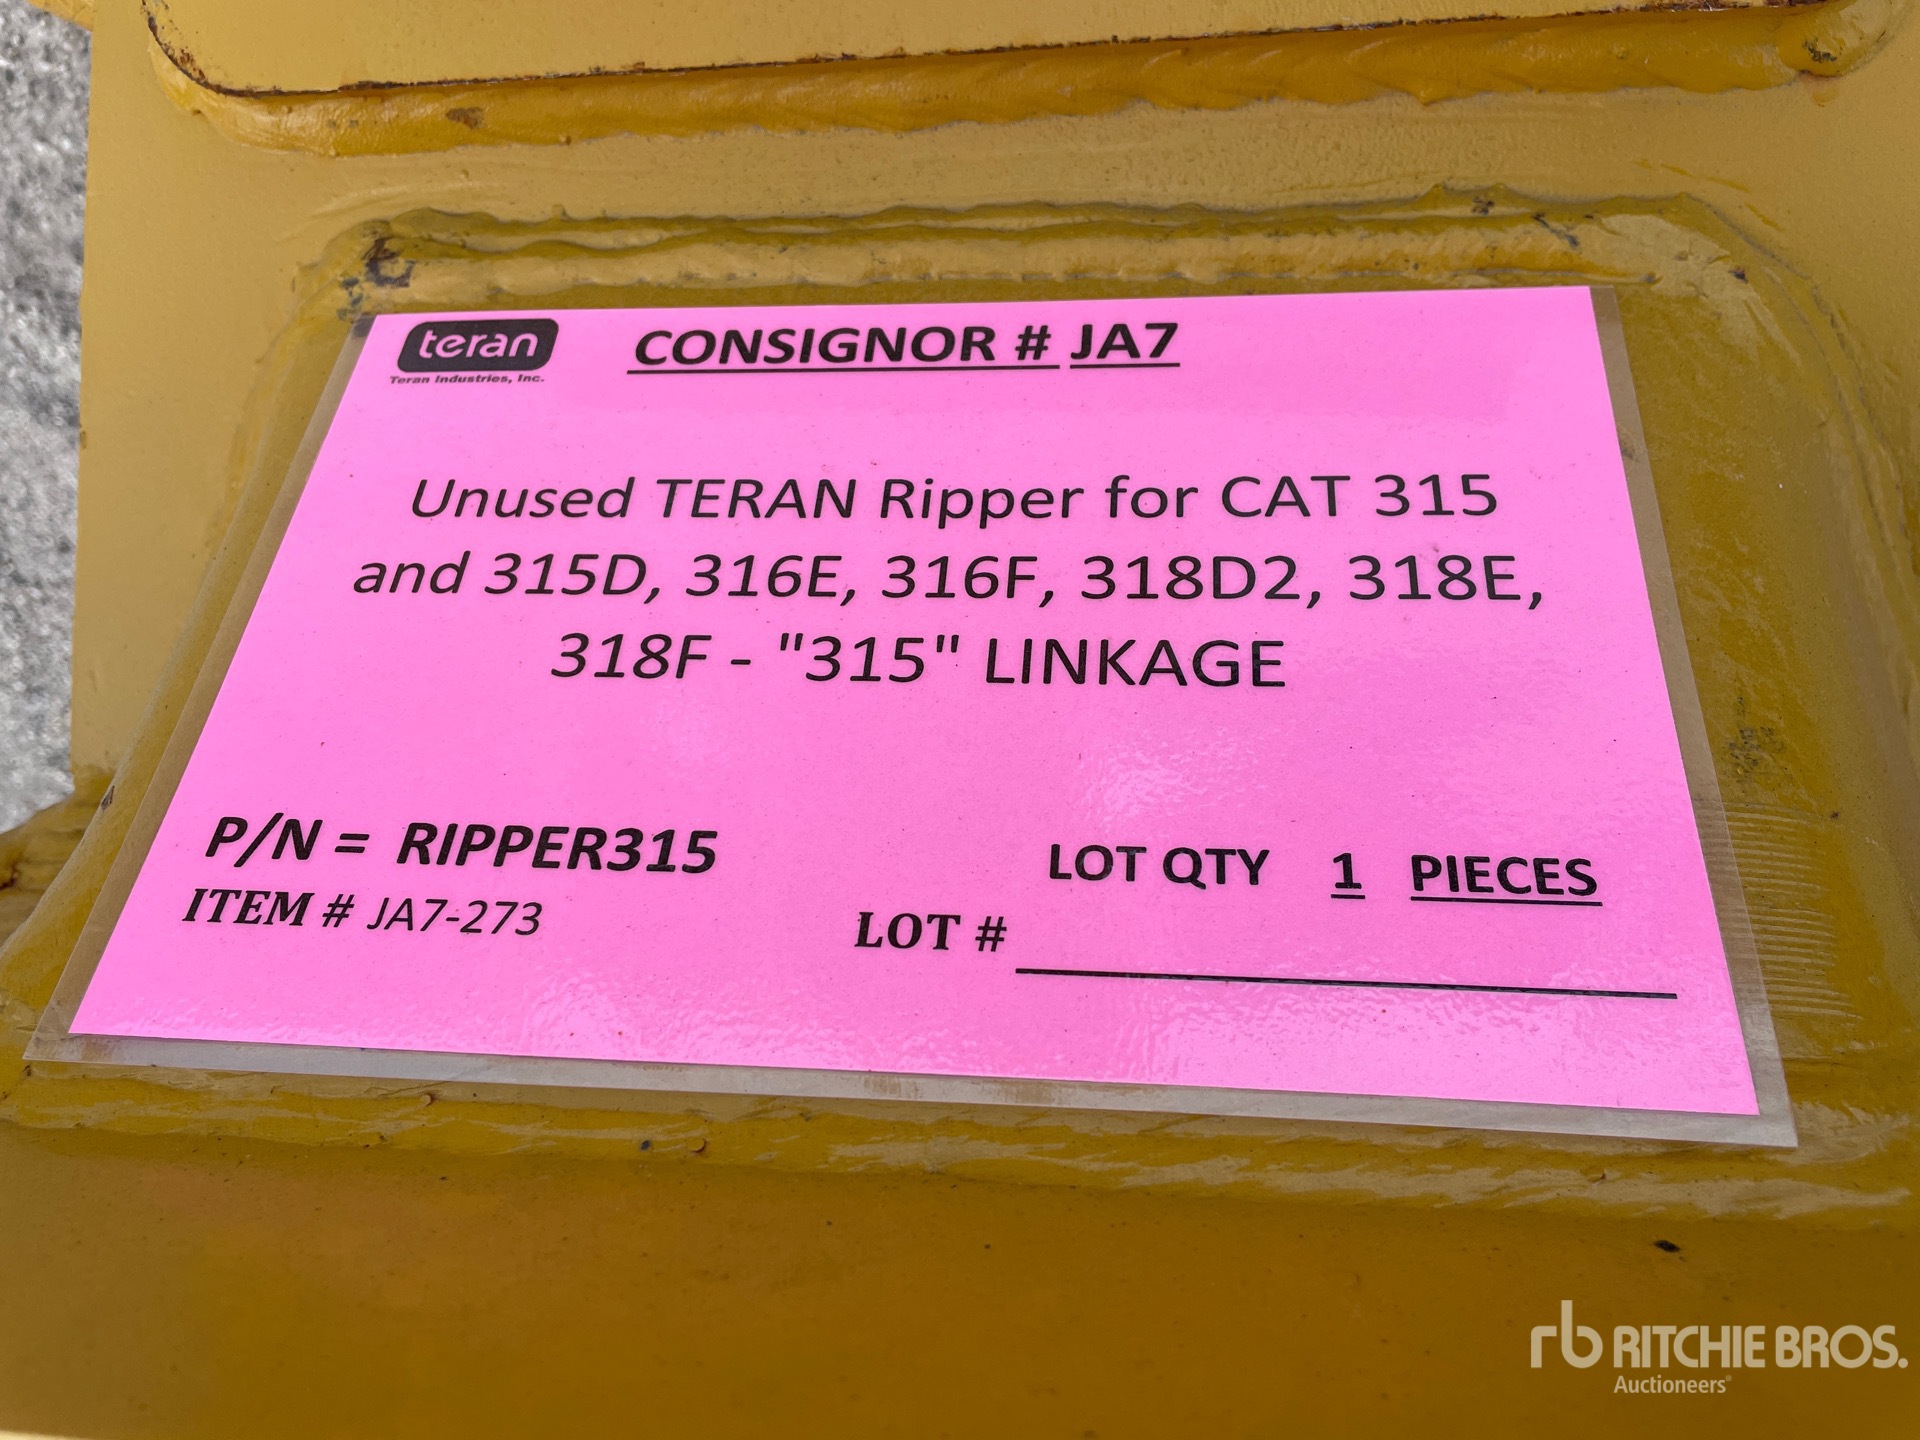 teran
Teran Industries, Inc.
CONSIGNOR # JA7
Unused TERAN Ripper for CAT 315
and 315D, 316E, 316F, 318D2, 318E,
318F - "315" LINKAGE
P/N = RIPPER315
LOT QTY 1 PIECES
ITEM # JA7-273
LOT #
rb RITCHIE BROS.
Auctioneers®